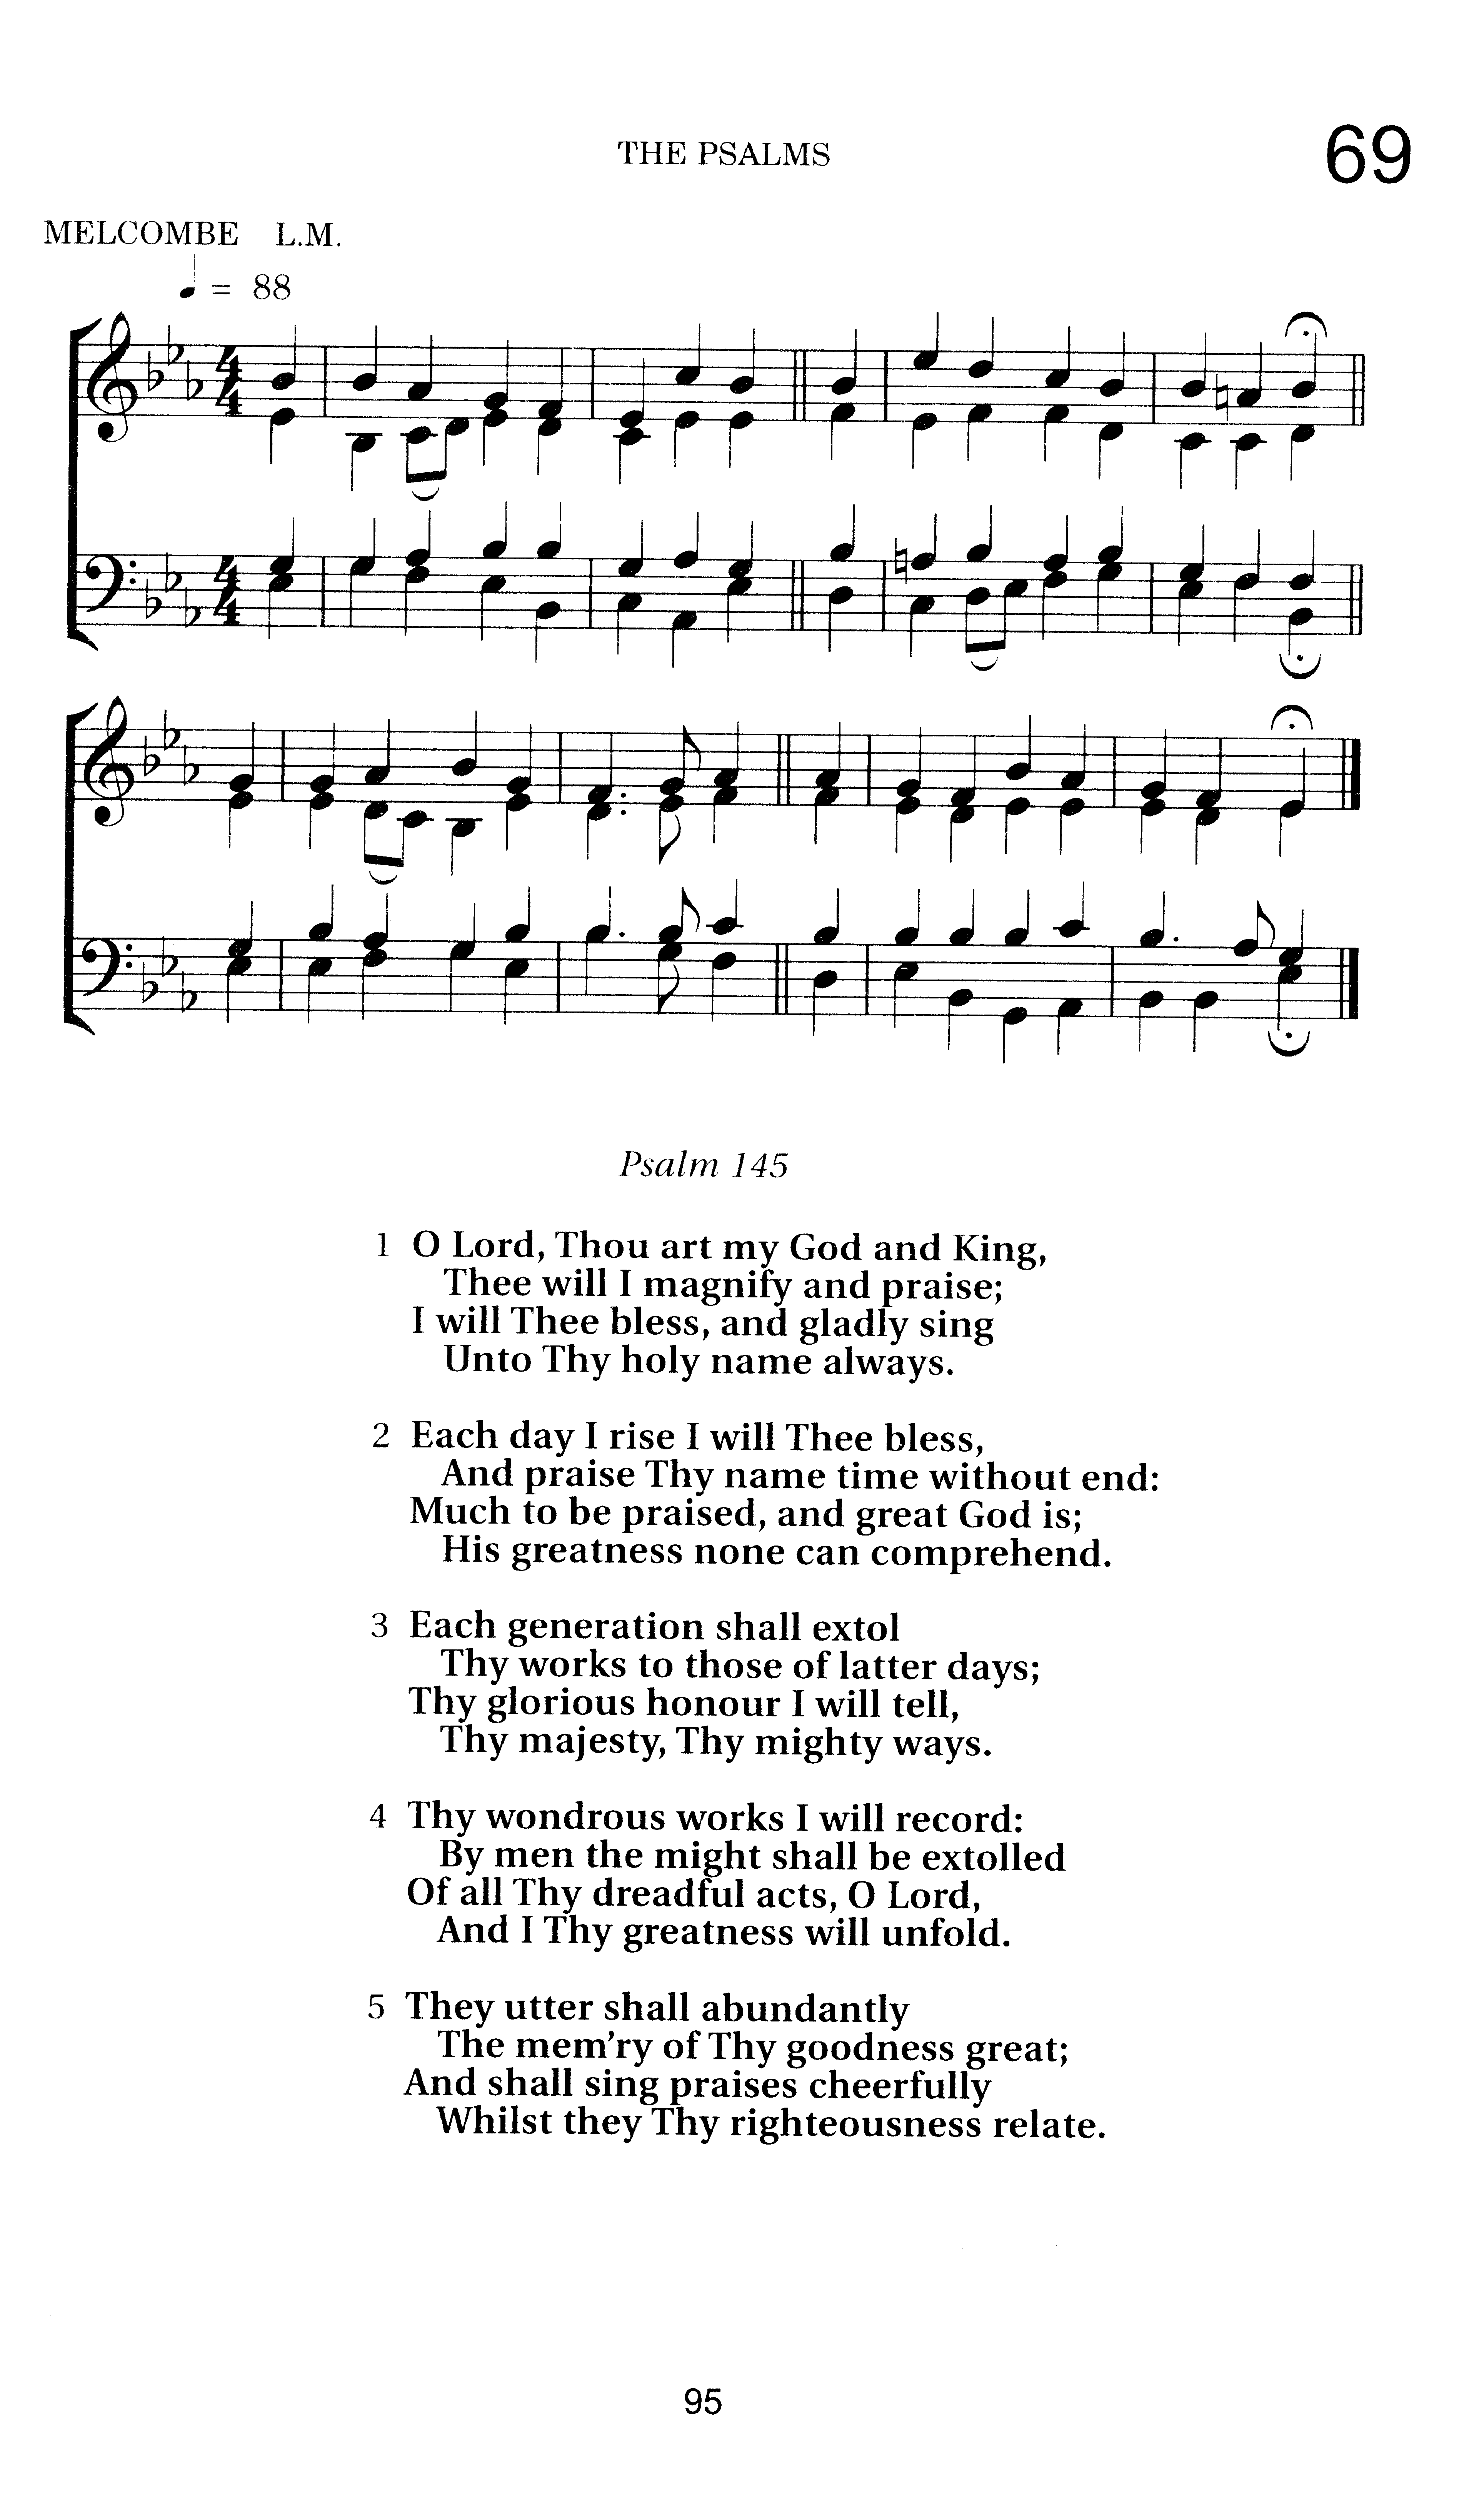 THE PSALMS
69
MELCOMBE L.M.
♩ = 88
Psalm 145
1 O Lord, Thou art my God and King,
Thee will I magnify and praise;
I will Thee bless, and gladly sing
Unto Thy holy name always.
2 Each day I rise I will Thee bless,
And praise Thy name time without end:
Much to be praised, and great God is;
His greatness none can comprehend.
3 Each generation shall extol
Thy works to those of latter days;
Thy glorious honour I will tell,
Thy majesty, Thy mighty ways.
4 Thy wondrous works I will record:
By men the might shall be extolled
Of all Thy dreadful acts, O Lord,
And I Thy greatness will unfold.
5 They utter shall abundantly
The mem'ry of Thy goodness great;
And shall sing praises cheerfully
Whilst they Thy righteousness relate.
95